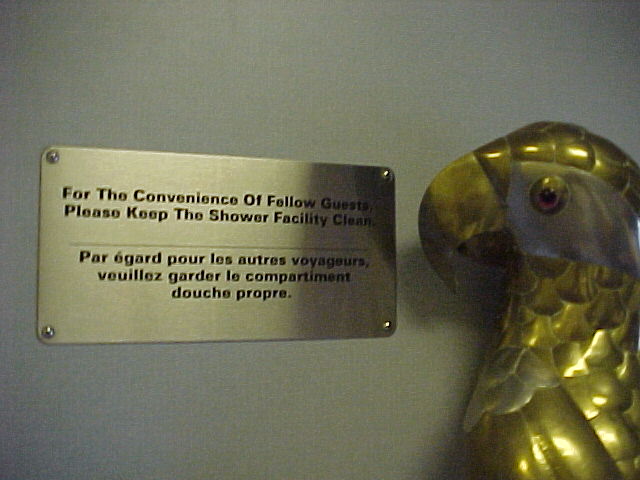 For The Convenience Of Fellow Guests,
Please Keep The Shower Facility Clean.
Par égard pour les autres voyageurs,
veuillez garder le compartiment
douche propre.